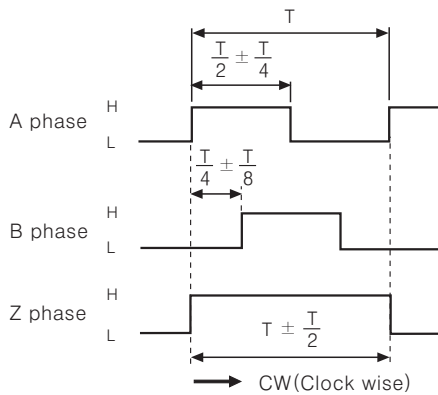 T
T/2 ± T/4
A phase
H
L
T/4 ± T/8
B phase
H
L
Z phase
H
L
T ± T/2
CW(Clock wise)